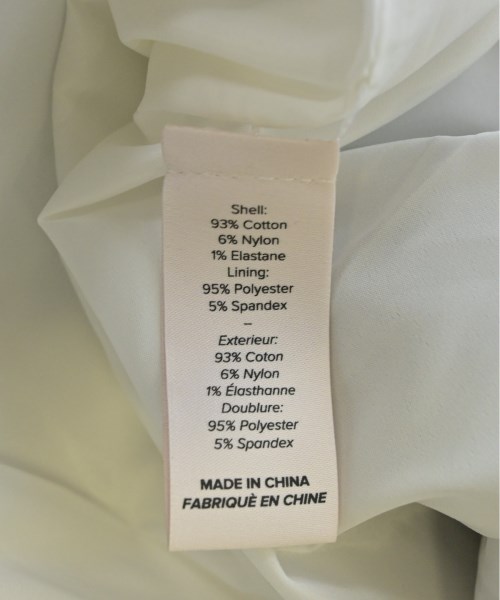 Shell:
93% Cotton
6% Nylon
1% Elastane
Lining:
95% Polyester
5% Spandex
–
Exterieur:
93% Coton
6% Nylon
1% Élasthanne
Doublure:
95% Polyester
5% Spandex
MADE IN CHINA
FABRIQUÈ EN CHINE